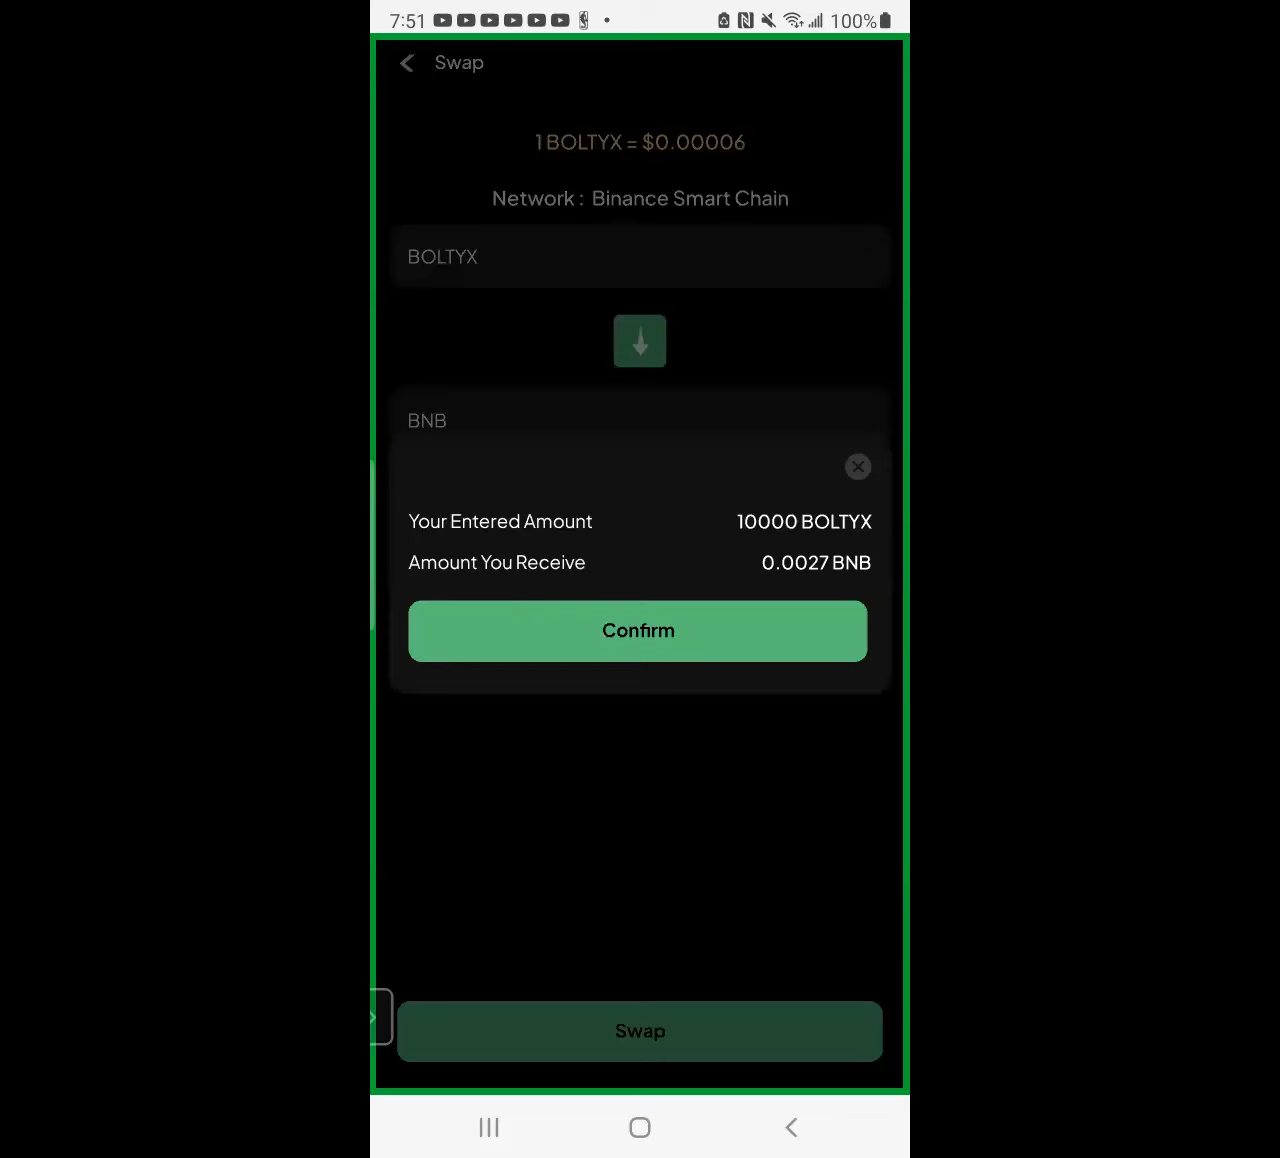 7:51 100%
Swap
1 BOLTYX = $0.00006
Network : Binance Smart Chain
BOLTYX
BNB
Your Entered Amount 10000 BOLTYX
Amount You Receive 0.0027 BNB
Confirm
Swap